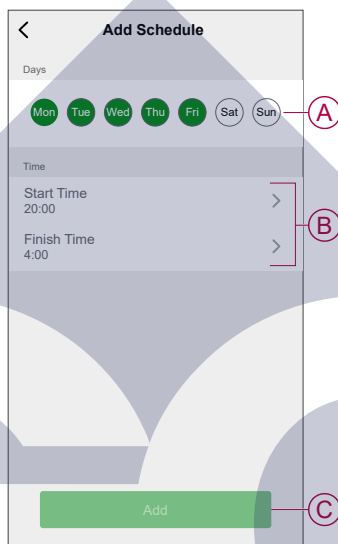 Add Schedule
Days
Mon Tue Wed Thu Fri Sat Sun
A
Time
Start Time
20:00
B
Finish Time
4:00
Add
C